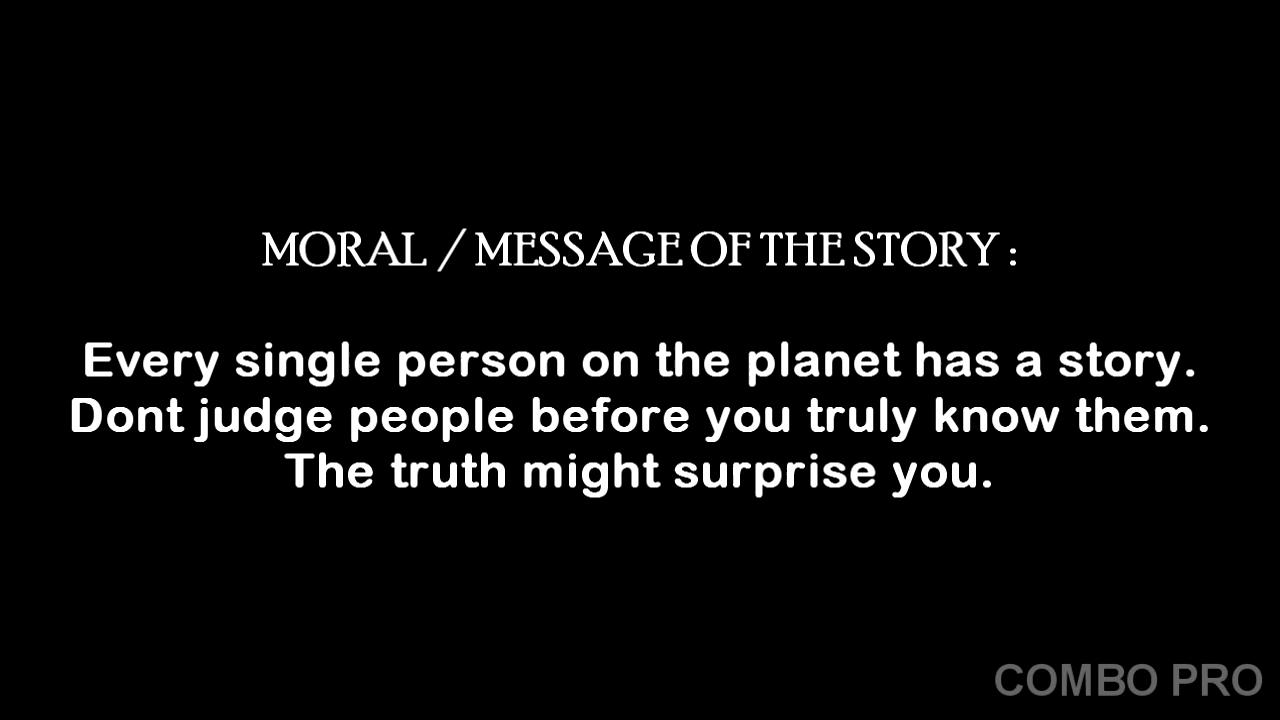 MORAL / MESSAGE OF THE STORY :
Every single person on the planet has a story.
Dont judge people before you truly know them.
The truth might surprise you.
COMBO PRO